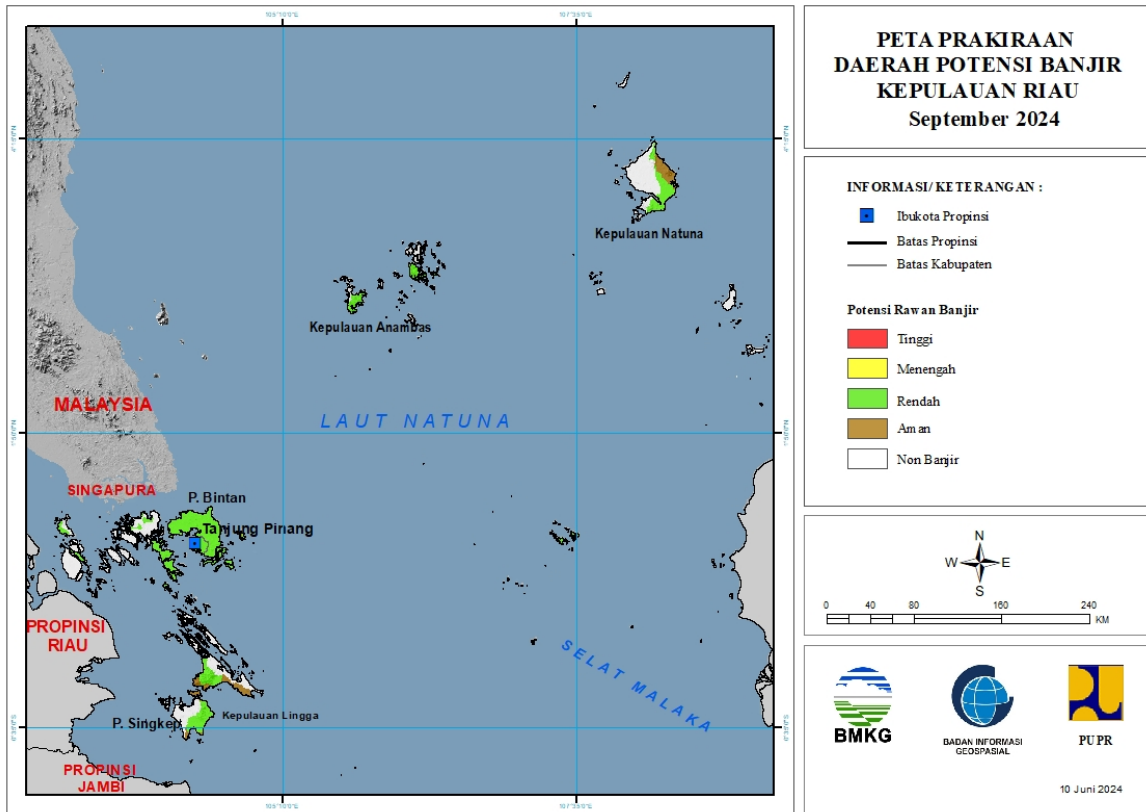 PETA PRAKIRAAN
DAERAH POTENSI BANJIR
KEPULAUAN RIAU
September 2024
INFORMASI/ KETERANGAN :
Ibukota Propinsi
Batas Propinsi
Batas Kabupaten
Potensi Rawan Banjir
Tinggi
Menengah
Rendah
Aman
Non Banjir
N
W E
S
0 40 80 160 240
KM
BMKG
BADAN INFORMASI
GEOSPASIAL
PUPR
10 Juni 2024
Kepulauan Natuna
Kepulauan Anambas
MALAYSIA
LAUT NATUNA
SINGAPURA
P. Bintan
Tanjung Pinang
PROPINSI
RIAU
SELAT MALAKA
P. Singkep
Kepulauan Lingga
PROPINSI
JAMBI